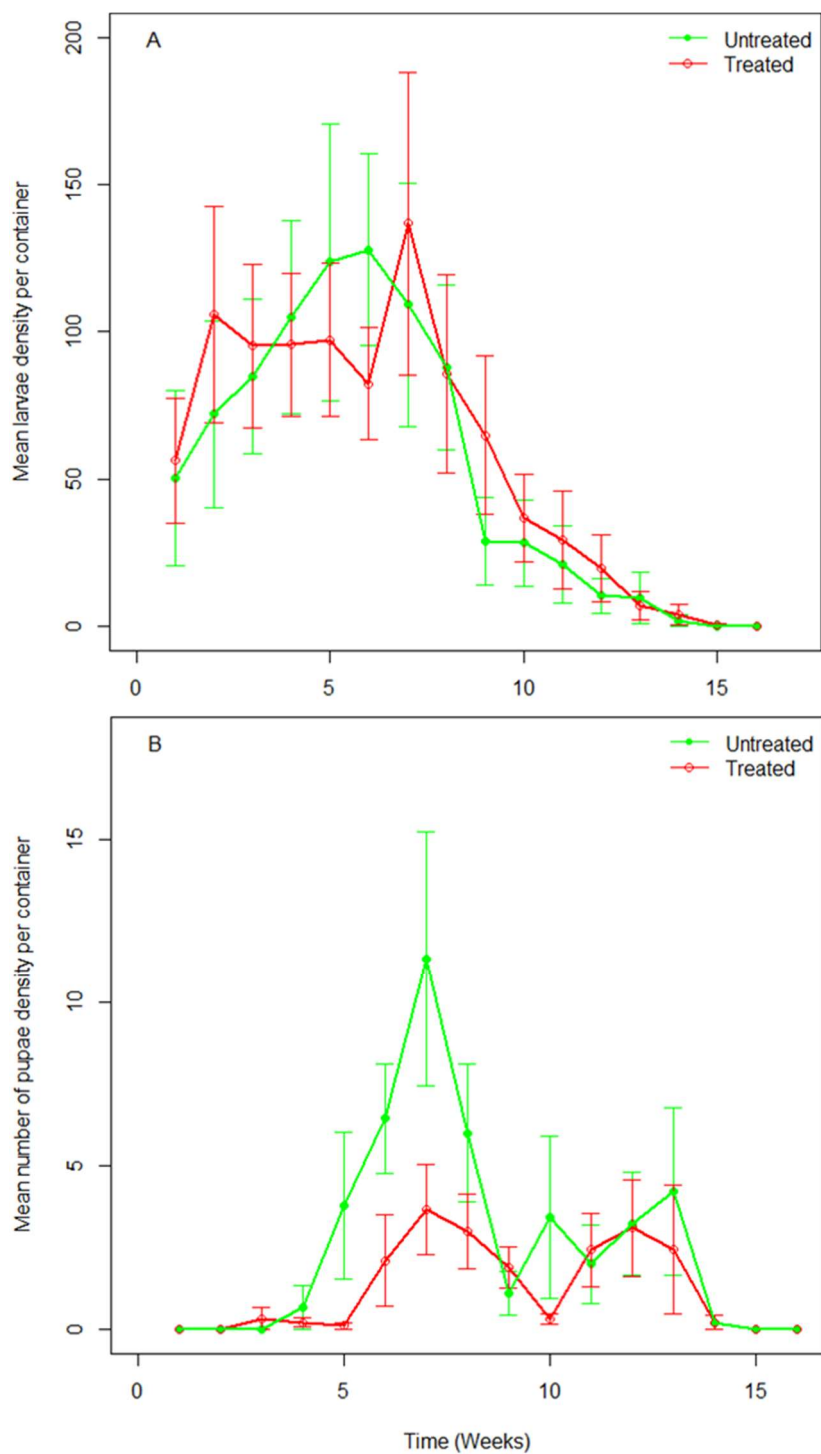 A
Untreated
Treated
Mean larvae density per container
200
150
100
50
0
0 5 10 15
B
Untreated
Treated
Mean number of pupae density per container
15
10
5
0
0 5 10 15
Time (Weeks)